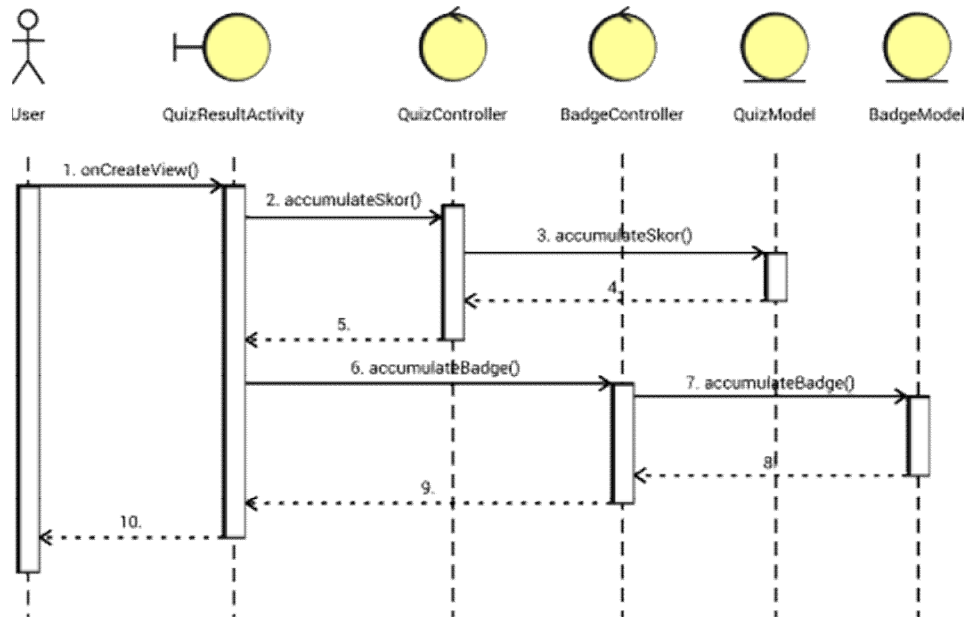 User
QuizResultActivity
QuizController
BadgeController
QuizModel
BadgeModel
1. onCreateView()
2. accumulateSkor()
3. accumulateSkor()
4.
5.
6. accumulateBadge()
7. accumulateBadge()
8.
9.
10.